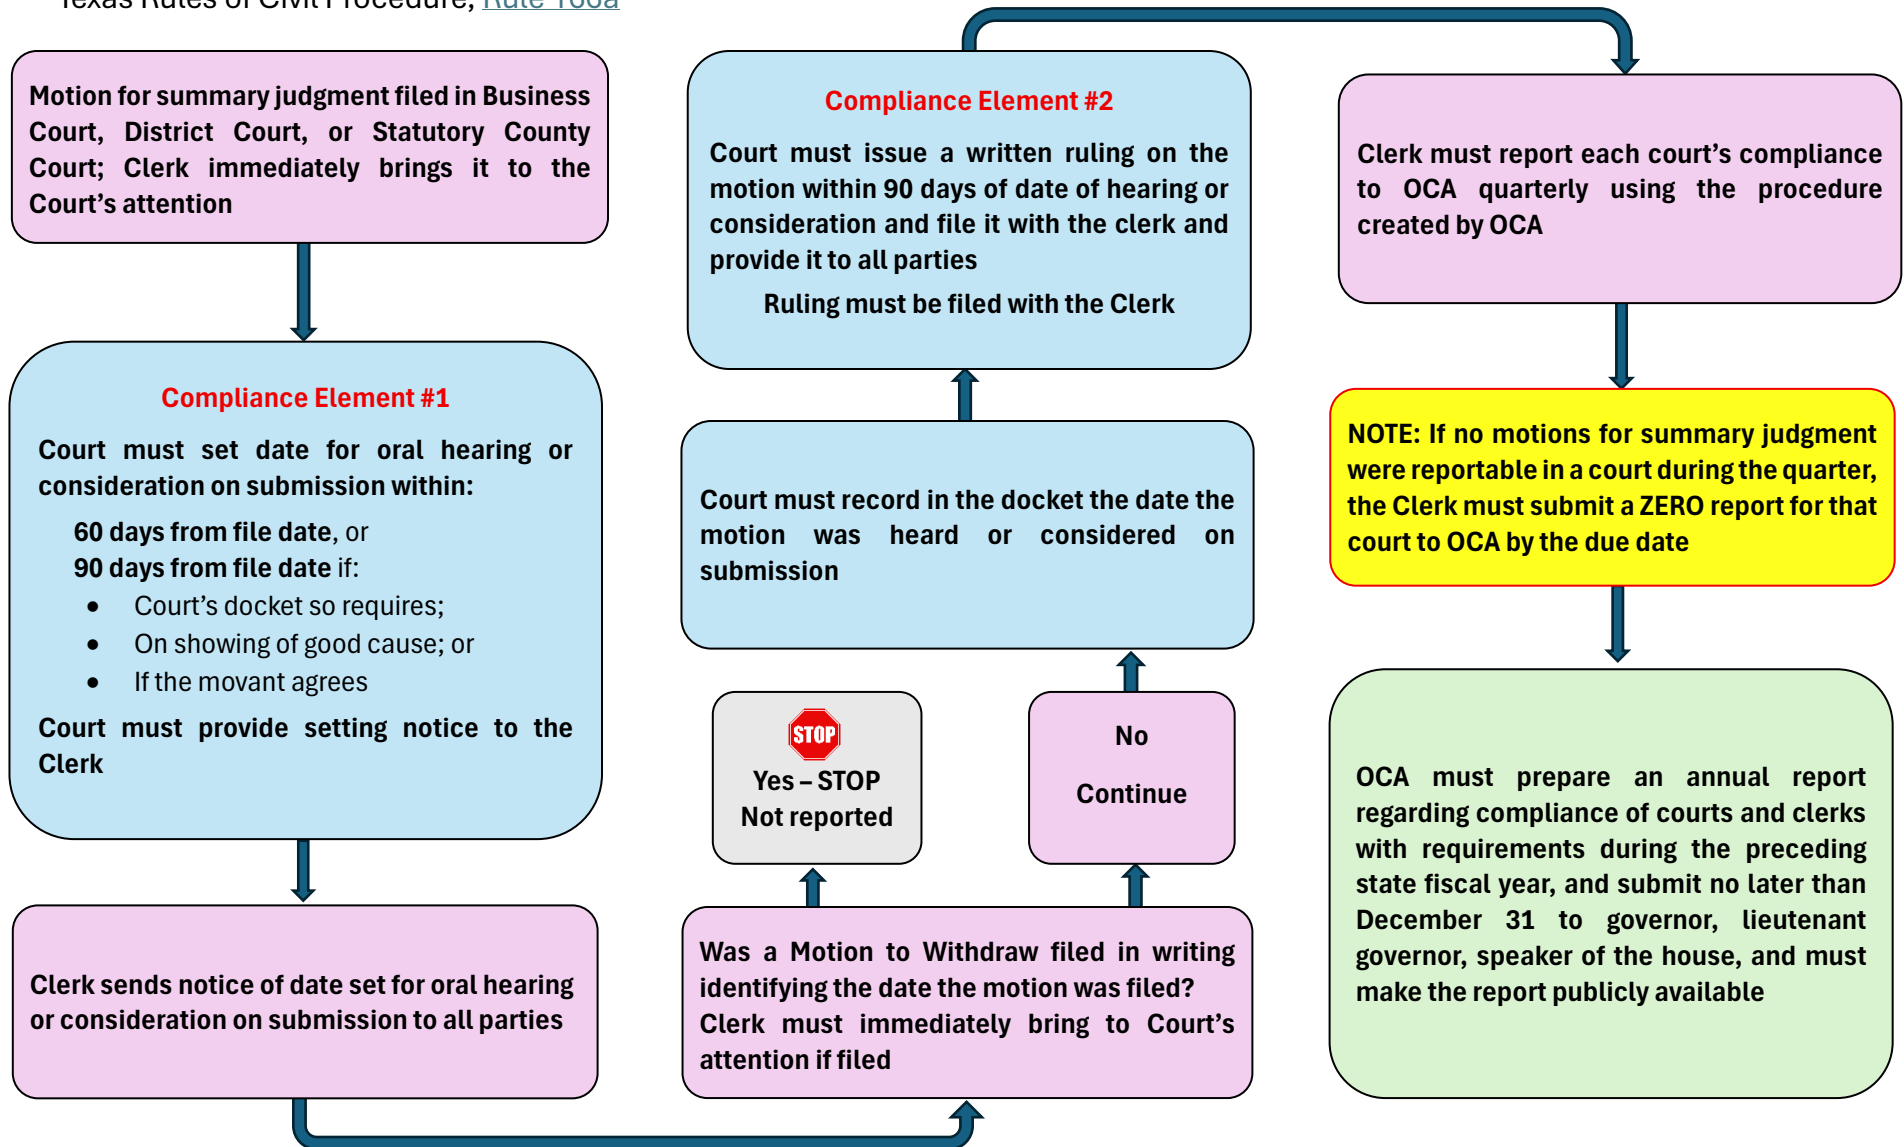 Texas Rules of Civil Procedure, Rule 166a
Motion for summary judgment filed in Business
Court, District Court, or Statutory County
Court; Clerk immediately brings it to the
Court’s attention
Compliance Element #1
Court must set date for oral hearing or
consideration on submission within:
60 days from file date, or
90 days from file date if:
• Court’s docket so requires;
• On showing of good cause; or
• If the movant agrees
Court must provide setting notice to the
Clerk
Clerk sends notice of date set for oral hearing
or consideration on submission to all parties
Was a Motion to Withdraw filed in writing
identifying the date the motion was filed?
Clerk must immediately bring to Court’s
attention if filed
STOP
Yes – STOP
Not reported
No
Continue
Court must record in the docket the date the
motion was heard or considered on
submission
Compliance Element #2
Court must issue a written ruling on the
motion within 90 days of date of hearing or
consideration and file it with the clerk and
provide it to all parties
Ruling must be filed with the Clerk
Clerk must report each court’s compliance
to OCA quarterly using the procedure
created by OCA
NOTE: If no motions for summary judgment
were reportable in a court during the quarter,
the Clerk must submit a ZERO report for that
court to OCA by the due date
OCA must prepare an annual report
regarding compliance of courts and clerks
with requirements during the preceding
state fiscal year, and submit no later than
December 31 to governor, lieutenant
governor, speaker of the house, and must
make the report publicly available